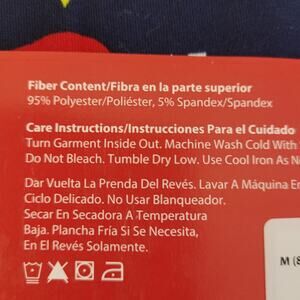 Fiber Content/Fibra en la parte superior
95% Polyester/Poliéster, 5% Spandex/Spandex
Care Instructions/Instrucciones Para el Cuidado
Turn Garment Inside Out. Machine Wash Cold With
Do Not Bleach. Tumble Dry Low. Use Cool Iron As
Dar Vuelta La Prenda Del Revés. Lavar A Máquina
Ciclo Delicado. No Usar Blanqueador.
Secar En Secadora A Temperatura
Baja. Plancha Fría Si Se Necesita,
En El Revés Solamente.
M (